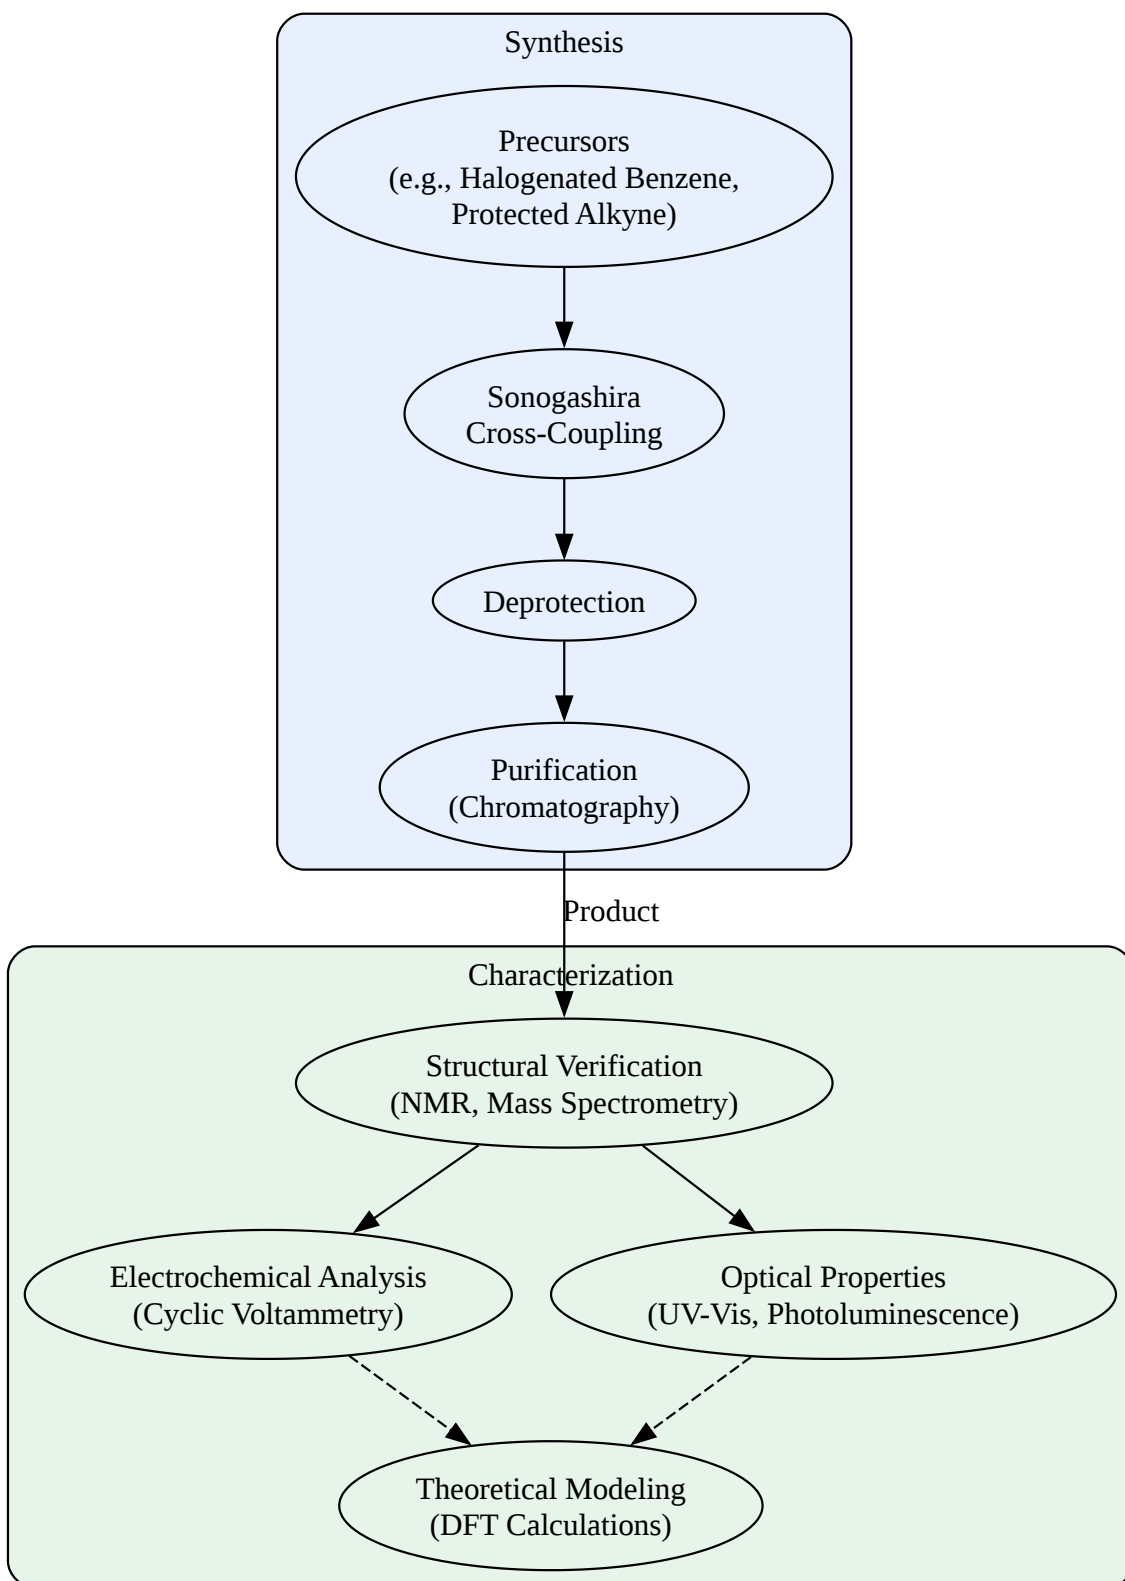 Synthesis
Precursors
(e.g., Halogenated Benzene,
Protected Alkyne)
Sonogashira
Cross-Coupling
Deprotection
Purification
(Chromatography)
Product
Characterization
Structural Verification
(NMR, Mass Spectrometry)
Electrochemical Analysis
(Cyclic Voltammetry)
Optical Properties
(UV-Vis, Photoluminescence)
Theoretical Modeling
(DFT Calculations)